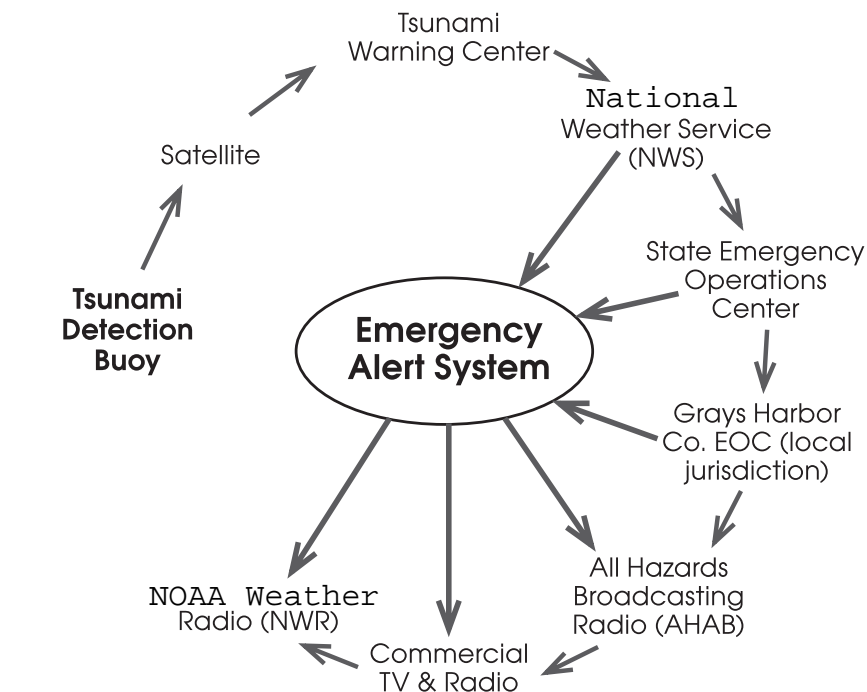 Tsunami
Warning Center
National
Weather Service
(NWS)
Satellite
State Emergency
Operations
Center
Tsunami
Detection
Buoy
Emergency
Alert System
Grays Harbor
Co. EOC (local
jurisdiction)
All Hazards
Broadcasting
Radio (AHAB)
NOAA Weather
Radio (NWR)
Commercial
TV & Radio